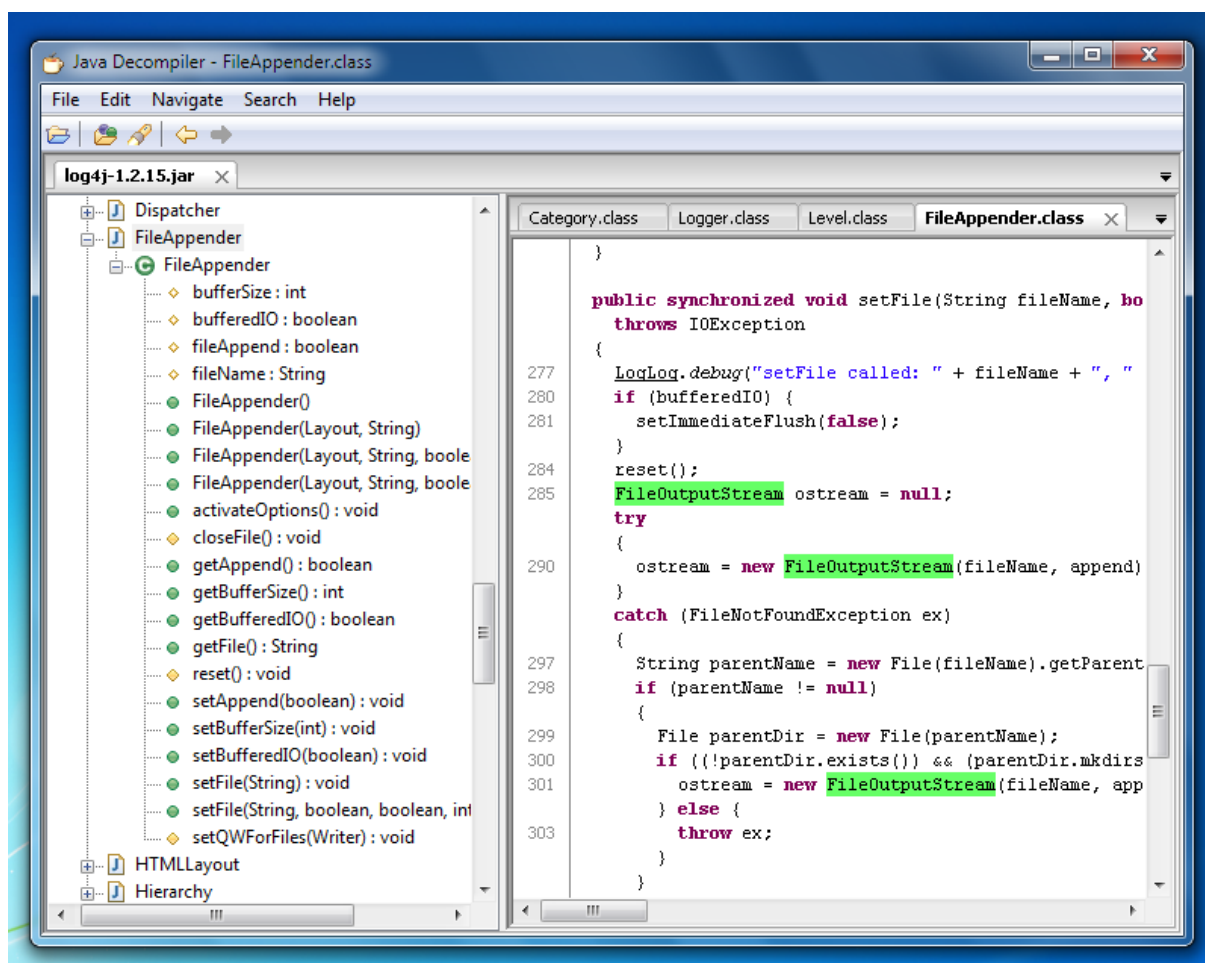 Java Decompiler - FileAppender.class
File Edit Navigate Search Help
log4j-1.2.15.jar
Dispatcher
FileAppender
FileAppender
bufferSize : int
bufferedIO : boolean
fileAppend : boolean
fileName : String
FileAppender()
FileAppender(Layout, String)
FileAppender(Layout, String, boole
FileAppender(Layout, String, boole
activateOptions() : void
closeFile() : void
getAppend() : boolean
getBufferSize() : int
getBufferedIO() : boolean
getFile() : String
reset() : void
setAppend(boolean) : void
setBufferSize(int) : void
setBufferedIO(boolean) : void
setFile(String) : void
setFile(String, boolean, boolean, int
setQWForFiles(Writer) : void
HTMLLayout
Hierarchy
Category.class Logger.class Level.class FileAppender.class
}
public synchronized void setFile(String fileName, bo
throws IOException
{
277 LogLog.debug("setFile called: " + fileName + ", "
280 if (bufferedIO) {
281 setImmediateFlush(false);
}
284 reset();
285 FileOutputStream ostream = null;
try
{
290 ostream = new FileOutputStream(fileName, append)
}
catch (FileNotFoundException ex)
{
297 String parentName = new File(fileName).getParent
298 if (parentName != null)
{
299 File parentDir = new File(parentName);
300 if ((!parentDir.exists()) && (parentDir.mkdirs
301 ostream = new FileOutputStream(fileName, app
} else {
303 throw ex;
}
}